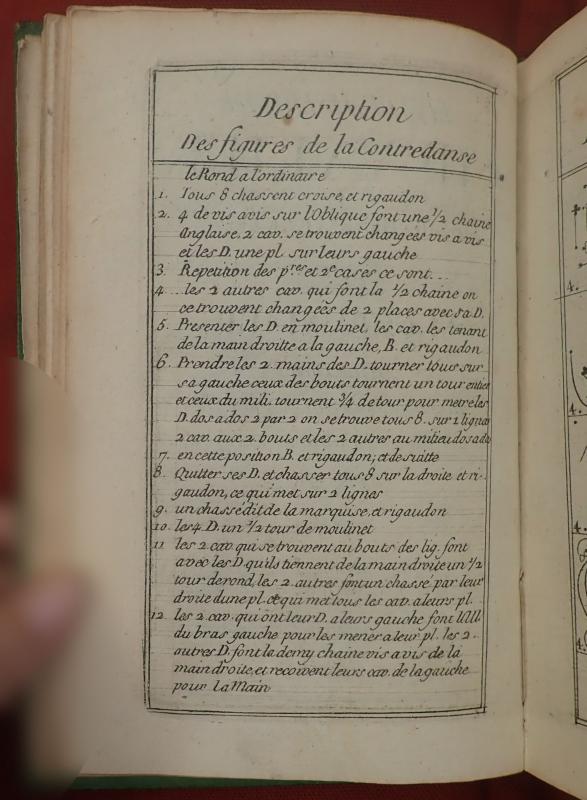 Description
Des figures de la Contredanse
le Rond a l'ordinaire
1. Tous 8 chassent croisé, et rigaudon
2. 4 de vis avis sur l'Oblique font une 1/2 chaine
Anglaise, 2 cav. se trouvent changées vis a vis
et les D. une pl. sur leurs gauche
3. Repetition des pres et 2e cases ce sont...
4 ...les 2 autres cav. qui font la 1/2 chaine on
ce trouvent changées de 2 places avec sa D.
5. Presenter les D. en moulinet, les cav. les tenant
de la main droitte a la gauche, B. et rigaudon
6. Prendre les 2 mains des D. tourner tous sur
sa gauche ceux des bouts tournent un tour entier
et ceux du mili. tournent 3/4 de tour pour metre les
D. dos a dos 2 par 2 on se trouve tous 8. sur 1 ligne
2 cav. aux 2 bouts et les 2 autres au milieu dos a dos
7. en cette position B. et rigaudon; et de suitte
8. Quitter ses D. et chasser tous 8 sur la droite et ri-
gaudon, ce qui met sur 2 lignes
9. un chassé dit de la marquise, et rigaudon
10. les 4. D. un 1/2 tour de moulinet
11 les 2 cav. qui se trouvent au bouts des lig. font
avec les D. qu'ils tiennent de la main droite un 1/2
tour de rond, les 2 autres font un chassé par leur
droite d'une pl. ce qui met tous les cav. a leurs pl.
12. les 2 cav. qui ont leur D. a leurs gauche font l'All.
du bras gauche pour les mener a leur pl. les 2
autres D. font la demy chaine vis a vis de la
main droite, et recoivent leurs cav. de la gauche
pour La Main
4.
4.
4.